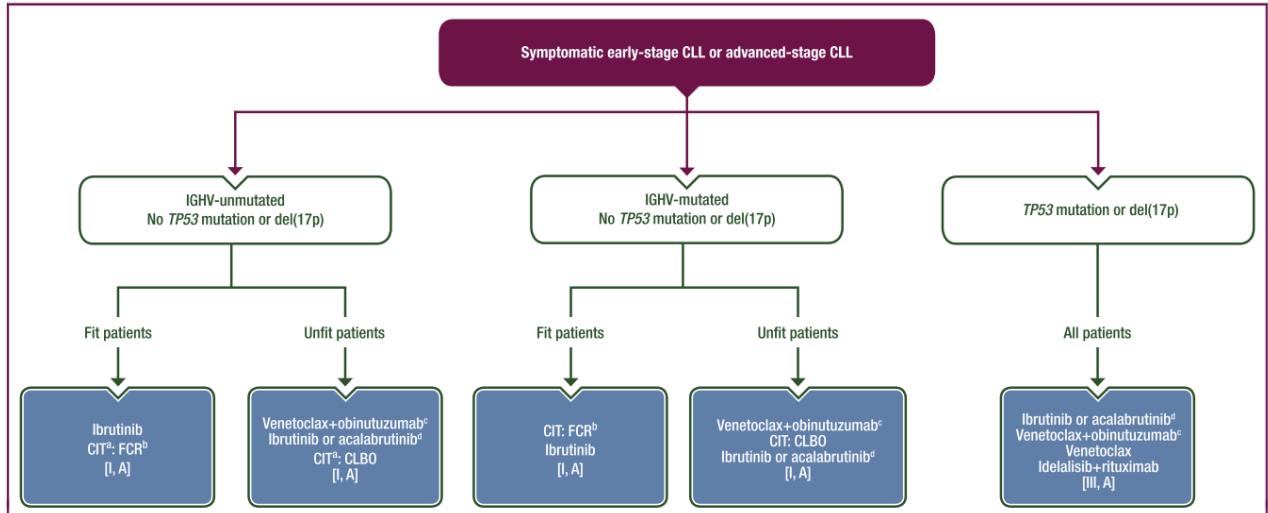 Symptomatic early-stage CLL or advanced-stage CLL
IGHV-unmutated
No TP53 mutation or del(17p)
IGHV-mutated
No TP53 mutation or del(17p)
TP53 mutation or del(17p)
Fit patients
Unfit patients
Fit patients
Unfit patients
All patients
Ibrutinib
CITᵃ: FCRᵇ
[I, A]
Venetoclax+obinutuzumabᶜ
Ibrutinib or acalabrutinibᵈ
CITᵃ: CLBO
[I, A]
CIT: FCRᵇ
Ibrutinib
[I, A]
Venetoclax+obinutuzumabᶜ
CIT: CLBO
Ibrutinib or acalabrutinibᵈ
[I, A]
Ibrutinib or acalabrutinibᵈ
Venetoclax+obinutuzumabᶜ
Venetoclax
Idelalisib+rituximab
[III, A]